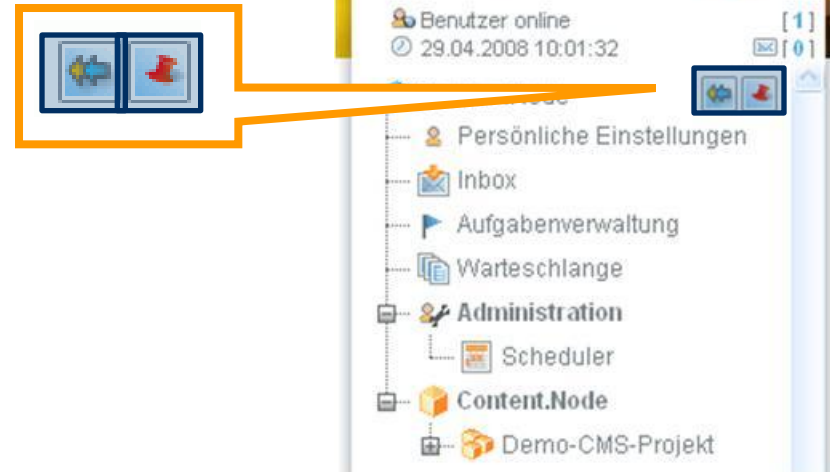 Benutzer online [1]
29.04.2008 10:01:32 [0]
Persönliche Einstellungen
Inbox
Aufgabenverwaltung
Warteschlange
Administration
Scheduler
Content.Node
Demo-CMS-Projekt